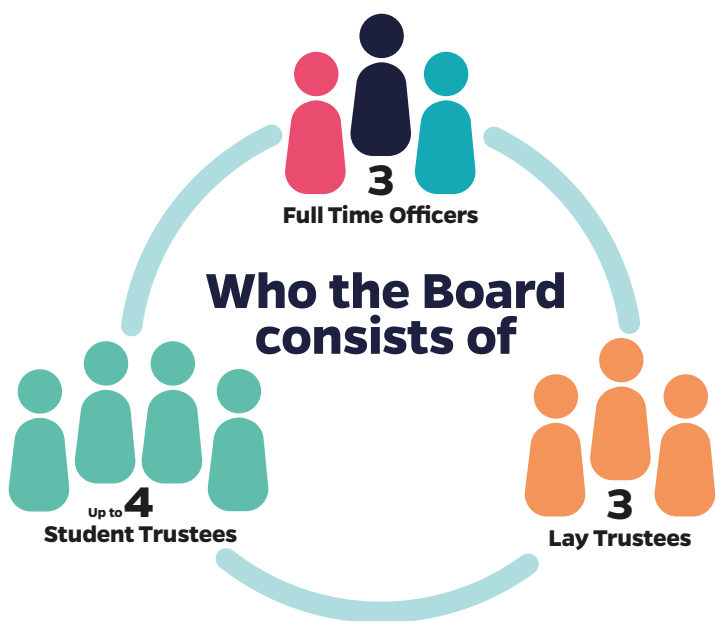 3
Full Time Officers
Who the Board
consists of
Up to 4
Student Trustees
3
Lay Trustees